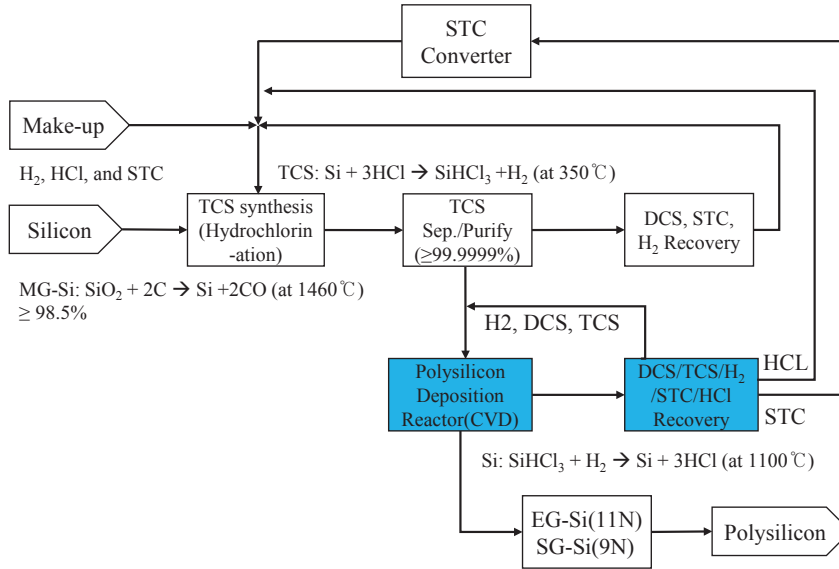 STC
Converter
Make-up
H₂, HCl, and STC
TCS: Si + 3HCl → SiHCl₃ +H₂ (at 350℃)
Silicon
TCS synthesis
(Hydrochlorin
-ation)
TCS
Sep./Purify
(≥99.9999%)
DCS, STC,
H₂ Recovery
MG-Si: SiO₂ + 2C → Si +2CO (at 1460℃)
≥ 98.5%
H2, DCS, TCS
Polysilicon
Deposition
Reactor(CVD)
DCS/TCS/H₂
/STC/HCl
Recovery
HCL
STC
Si: SiHCl₃ + H₂ → Si + 3HCl (at 1100℃)
EG-Si(11N)
SG-Si(9N)
Polysilicon